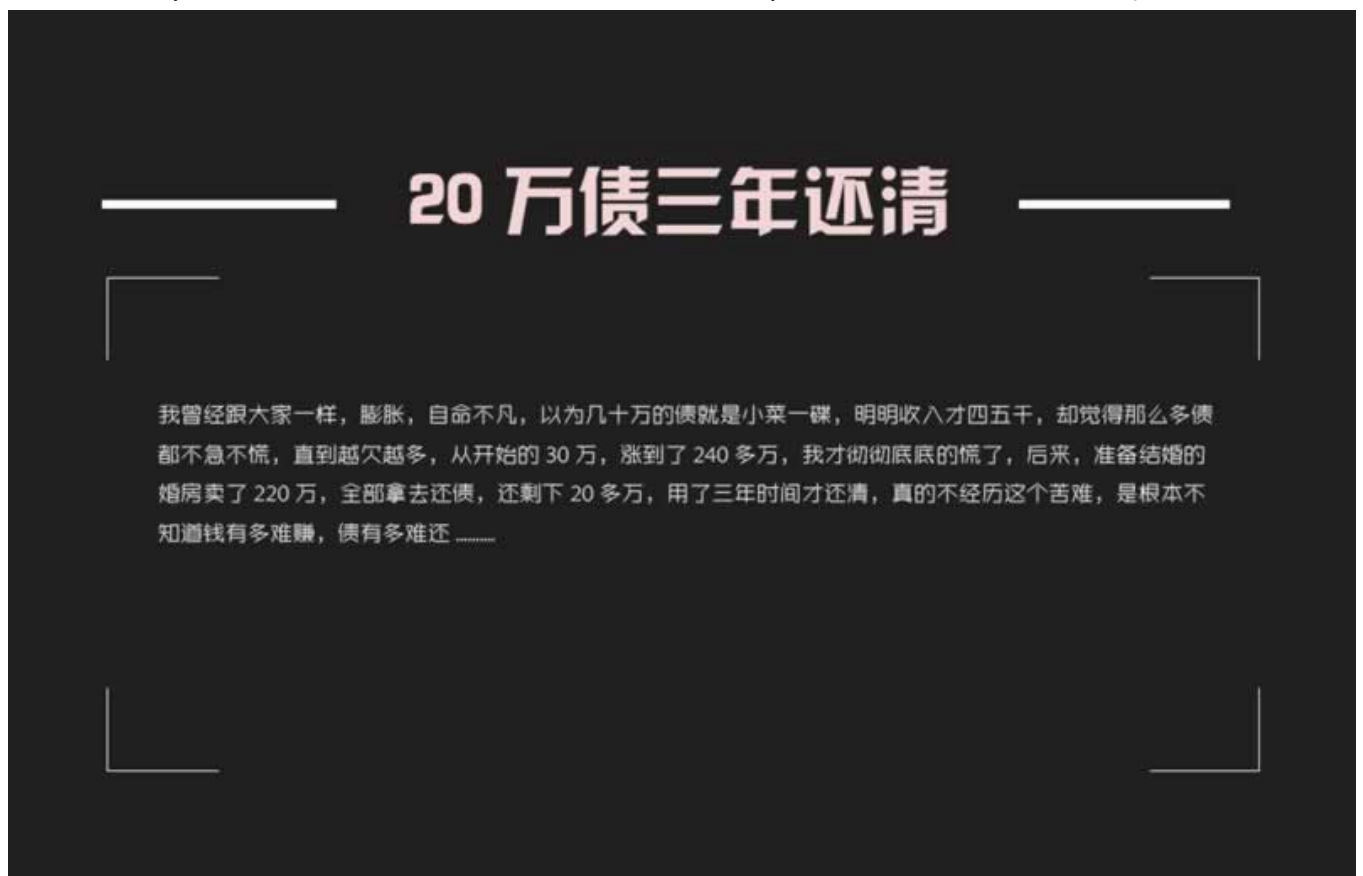 20 万债三年还清
我曾经跟大家一样，膨胀，自命不凡，以为几十万的债就是小菜一碟，明明收入才四五千，却觉得那么多债
都不急不慌，直到越欠越多，从开始的 30 万，涨到了 240 多万，我才彻彻底底的慌了，后来，准备结婚的
婚房卖了 220 万，全部拿去还债，还剩下 20 多万，用了三年时间才还清，真的不经历这个苦难，是根本不
知道钱有多难赚，债有多难还 ..........